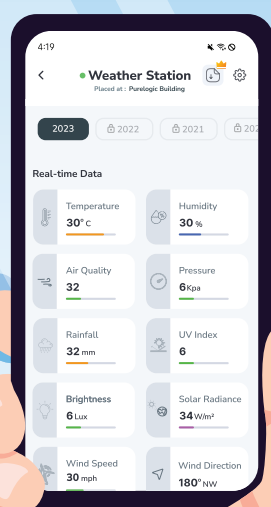 4:19
Weather Station
Placed at : Purelogic Building
2023
2022
2021
202
Real-time Data
Temperature
30° C
Humidity
30 %
Air Quality
32
Pressure
6 Kpa
Rainfall
32 mm
UV Index
6
Brightness
6 Lux
Solar Radiance
34 W/m²
Wind Speed
30 mph
Wind Direction
180° NW